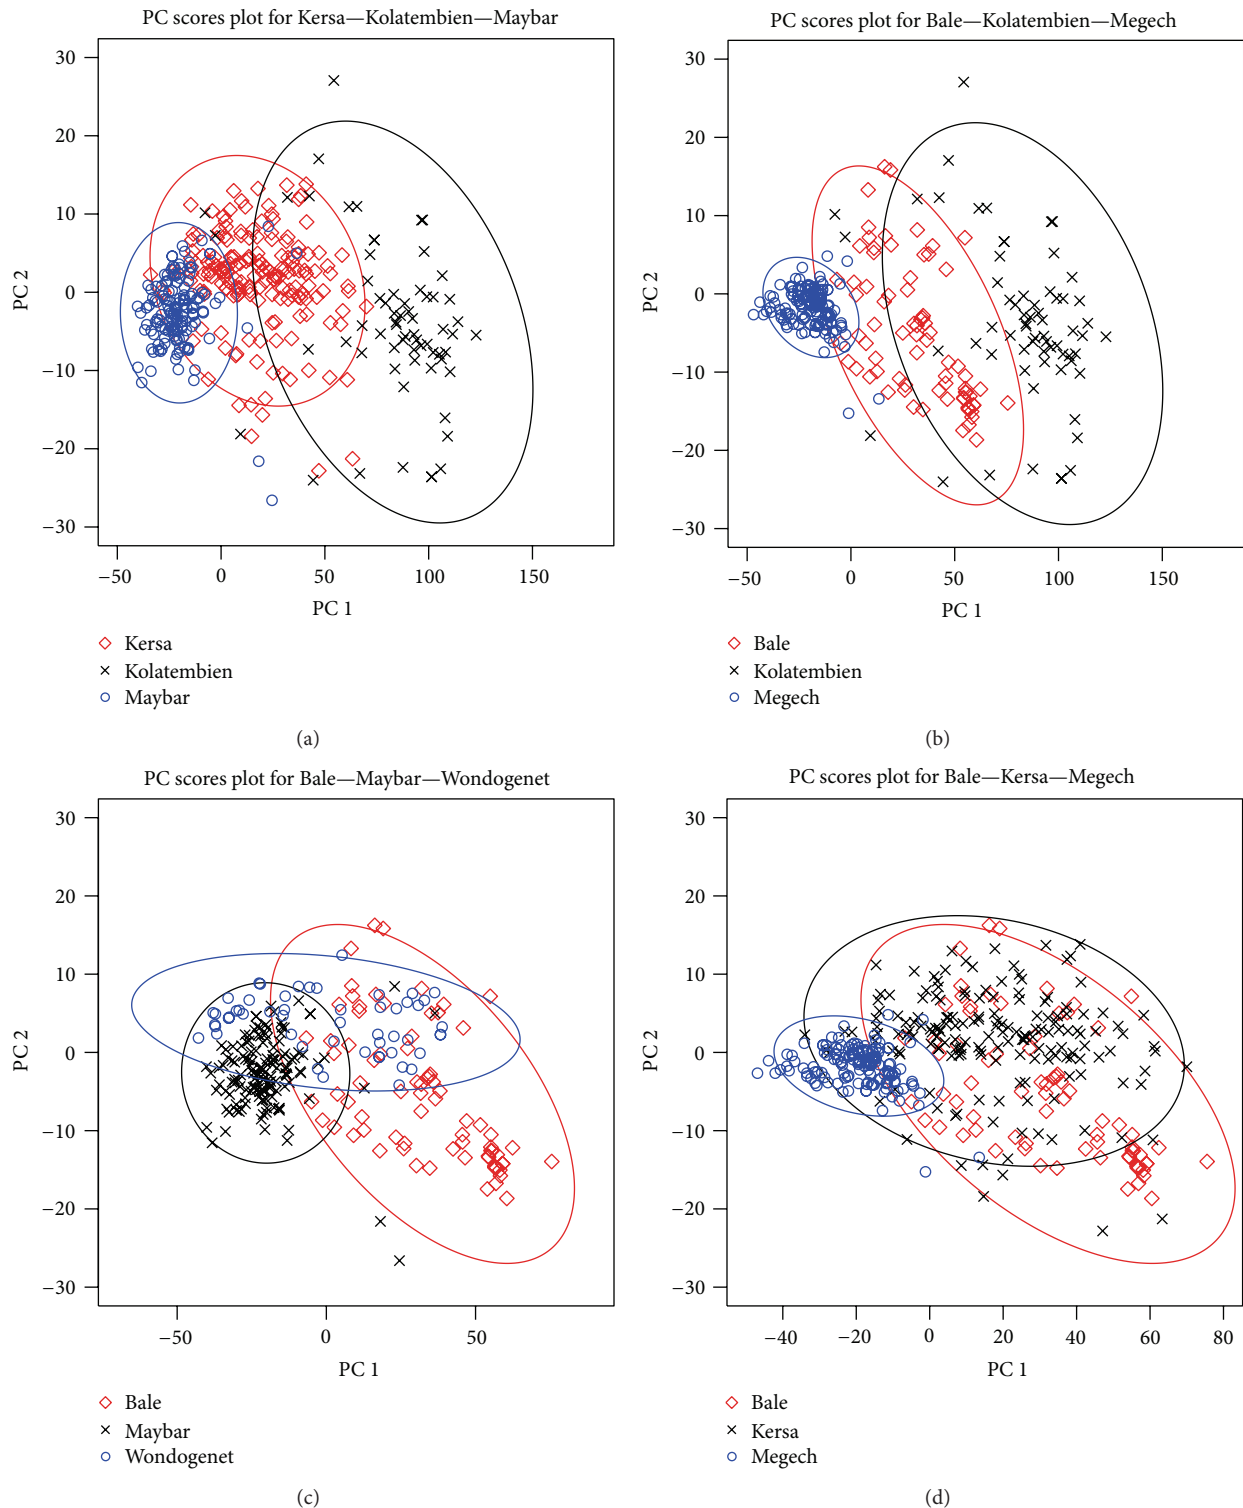 PC scores plot for Kersa—Kolatembien—Maybar
30
20
10
0
−10
−20
−30
PC 2
−50 0 50 100 150
PC 1
Kersa
Kolatembien
Maybar
(a)
PC scores plot for Bale—Kolatembien—Megech
30
20
10
0
−10
−20
−30
PC 2
−50 0 50 100 150
PC 1
Bale
Kolatembien
Megech
(b)
PC scores plot for Bale—Maybar—Wondogenet
30
20
10
0
−10
−20
−30
PC 2
−50 0 50
PC 1
Bale
Maybar
Wondogenet
(c)
PC scores plot for Bale—Kersa—Megech
30
20
10
0
−10
−20
−30
PC 2
−40 −20 0 20 40 60 80
PC 1
Bale
Kersa
Megech
(d)